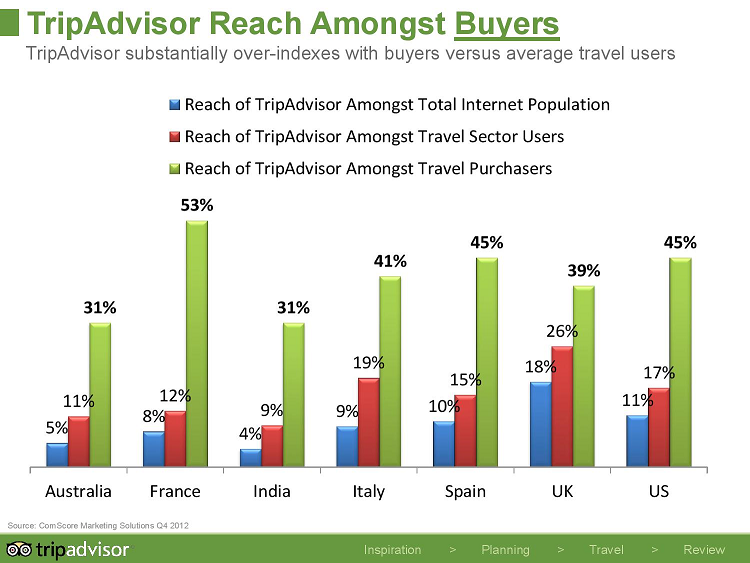 TripAdvisor Reach Amongst Buyers
TripAdvisor substantially over-indexes with buyers versus average travel users
Reach of TripAdvisor Amongst Total Internet Population
Reach of TripAdvisor Amongst Travel Sector Users
Reach of TripAdvisor Amongst Travel Purchasers
5% 11% 31%
8% 12% 53%
4% 9% 31%
9% 19% 41%
10% 15% 45%
18% 26% 39%
11% 17% 45%
Australia France India Italy Spain UK US
Source: ComScore Marketing Solutions Q4 2012
tripadvisor
Inspiration > Planning > Travel > Review